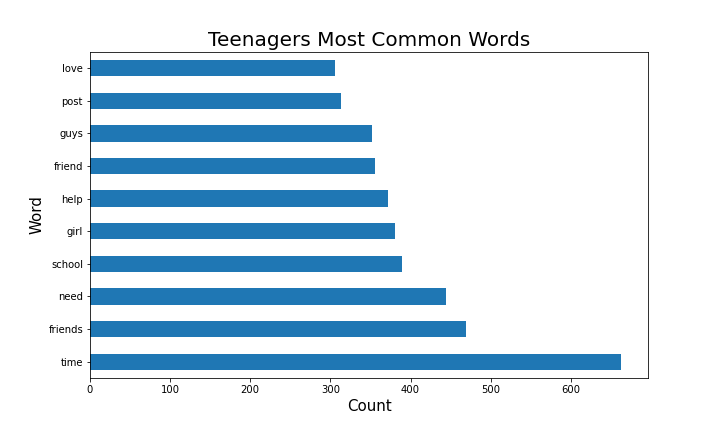 Teenagers Most Common Words
love
post
guys
friend
help
girl
school
need
friends
time
Word
0 100 200 300 400 500 600
Count